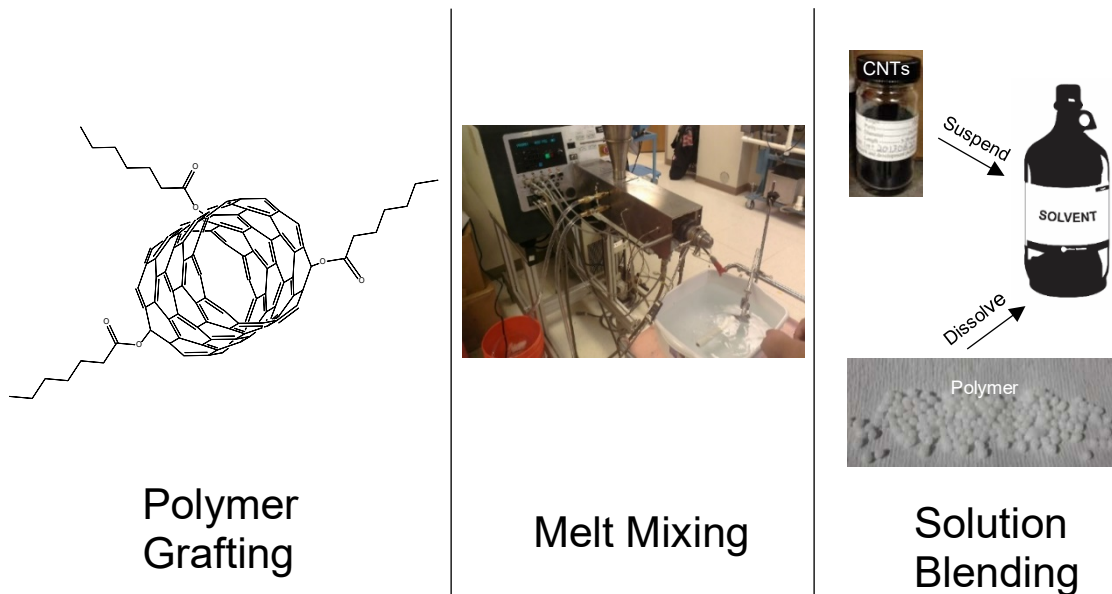 O
O
O
O
O
O
Polymer
Grafting
Melt Mixing
CNTs
Suspend
SOLVENT
Dissolve
Polymer
Solution
Blending